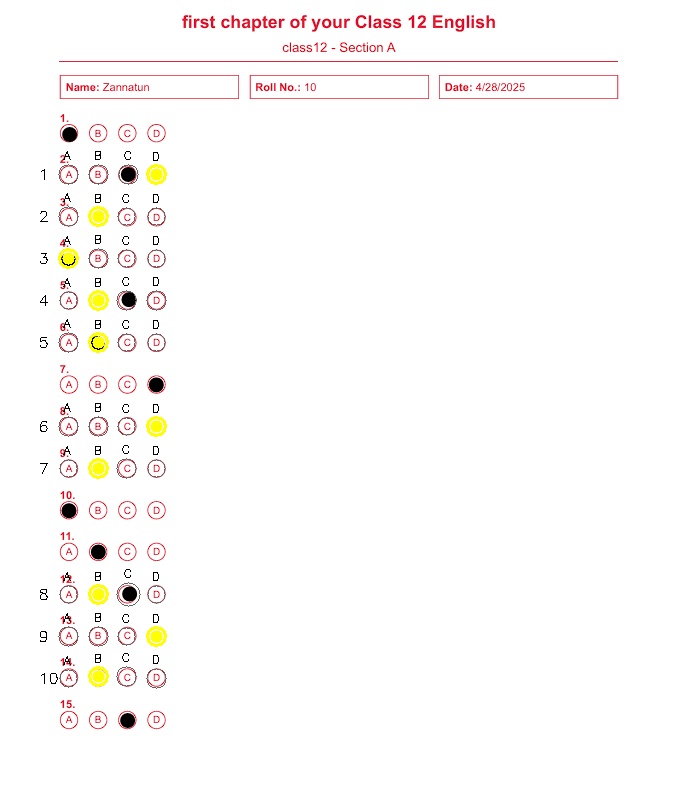 first chapter of your Class 12 English
class12 - Section A
Name: Zannatun
Roll No.: 10
Date: 4/28/2025
1.
B C D
2. A B C D
1 A B
3. A B C D
2 A C D
4. A B C D
3 B C D
5. A B C D
4 A D
6. A B C D
5 A C D
7.
A B C
8. A B C D
6 A B C
9. A B C D
7 A C D
10.
B C D
11.
A C D
12. A B C D
8 A D
13. A B C D
9 A B C
14. A B C D
10 A C D
15.
A B D